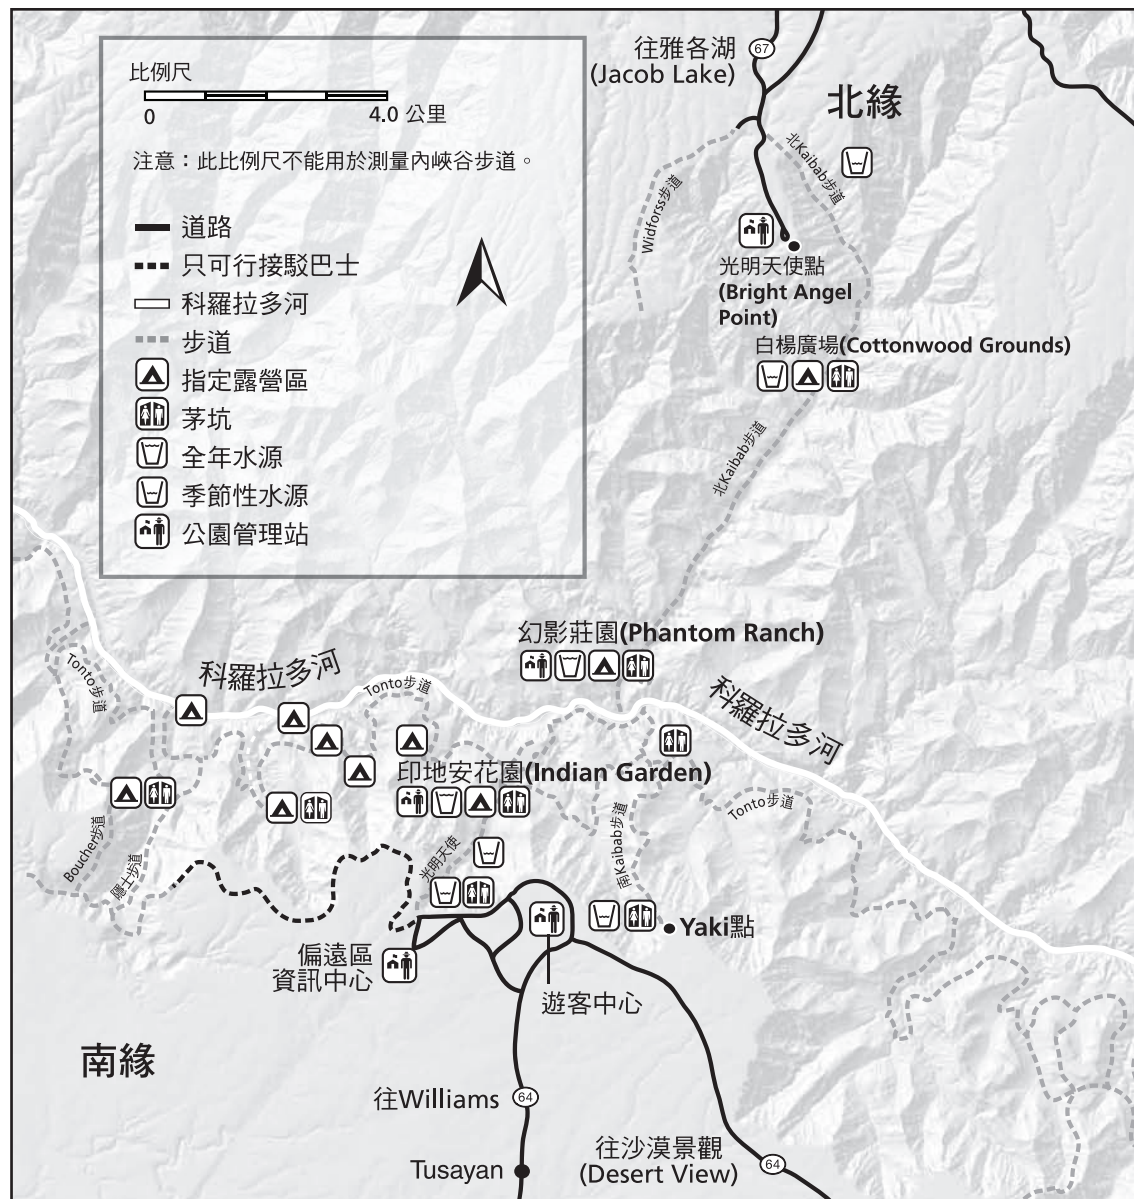 比例尺
0 4.0 公里
注意：此比例尺不能用於測量內峽谷步道。
道路
只可行接駁巴士
科羅拉多河
步道
指定露營區
茅坑
全年水源
季節性水源
公園管理站
往雅各湖
(Jacob Lake)
67
北緣
北Kaibab步道
Widforss步道
光明天使點
(Bright Angel
Point)
白楊廣場(Cottonwood Grounds)
北Kaibab步道
幻影莊園(Phantom Ranch)
科羅拉多河
Tonto步道
Tonto步道
科羅拉多河
印地安花園(Indian Garden)
Tonto步道
Boucher步道
隱士步道
光明天使
南Kaibab步道
Yaki點
偏遠區
資訊中心
遊客中心
南緣
往Williams
64
往沙漠景觀
(Desert View)
64
Tusayan